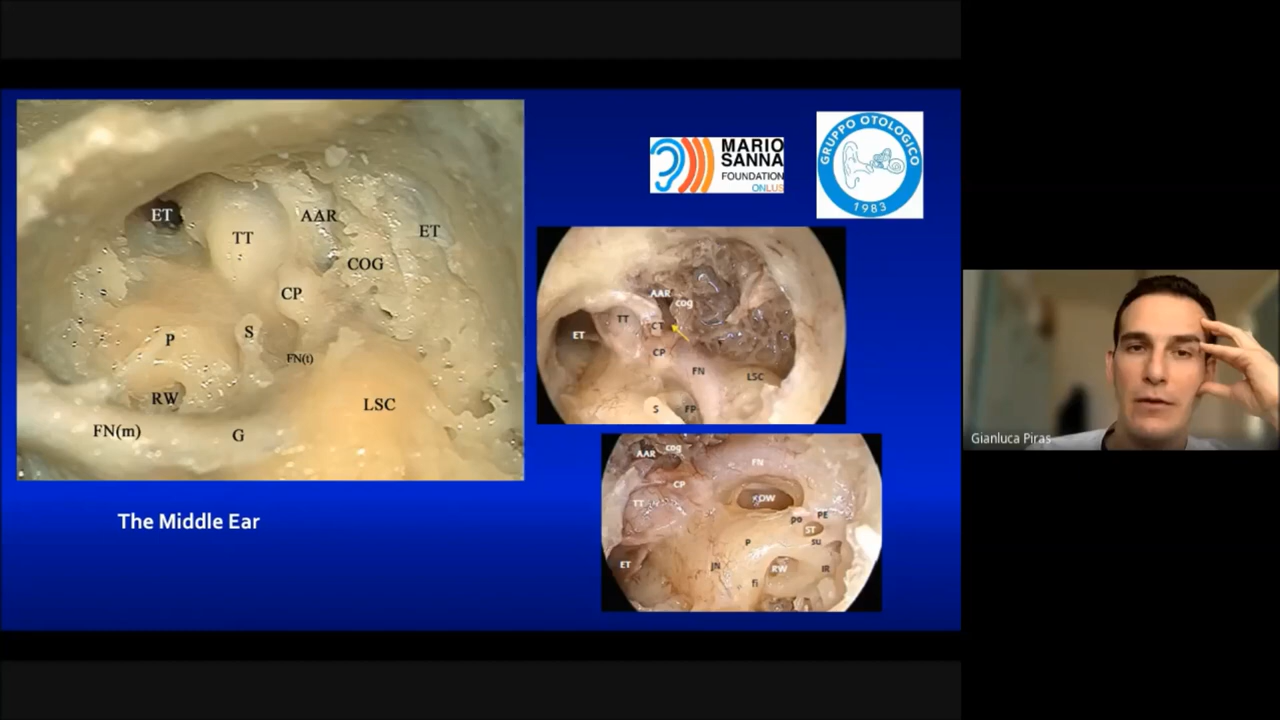 ET
TT
AAR
ET
COG
CP
P
S
FN(t)
RW
LSC
FN(m)
G
The Middle Ear
MARIO
SANNA
FOUNDATION
ONLUS
GRUPPO OTOLOGICO
1983
AAR
cog
TT
CT
ET
CP
FN
LSC
S
FP
AAR
cog
FN
CP
TT
OW
po
PE
ST
P
su
ET
JN
RW
IR
fi
Gianluca Piras